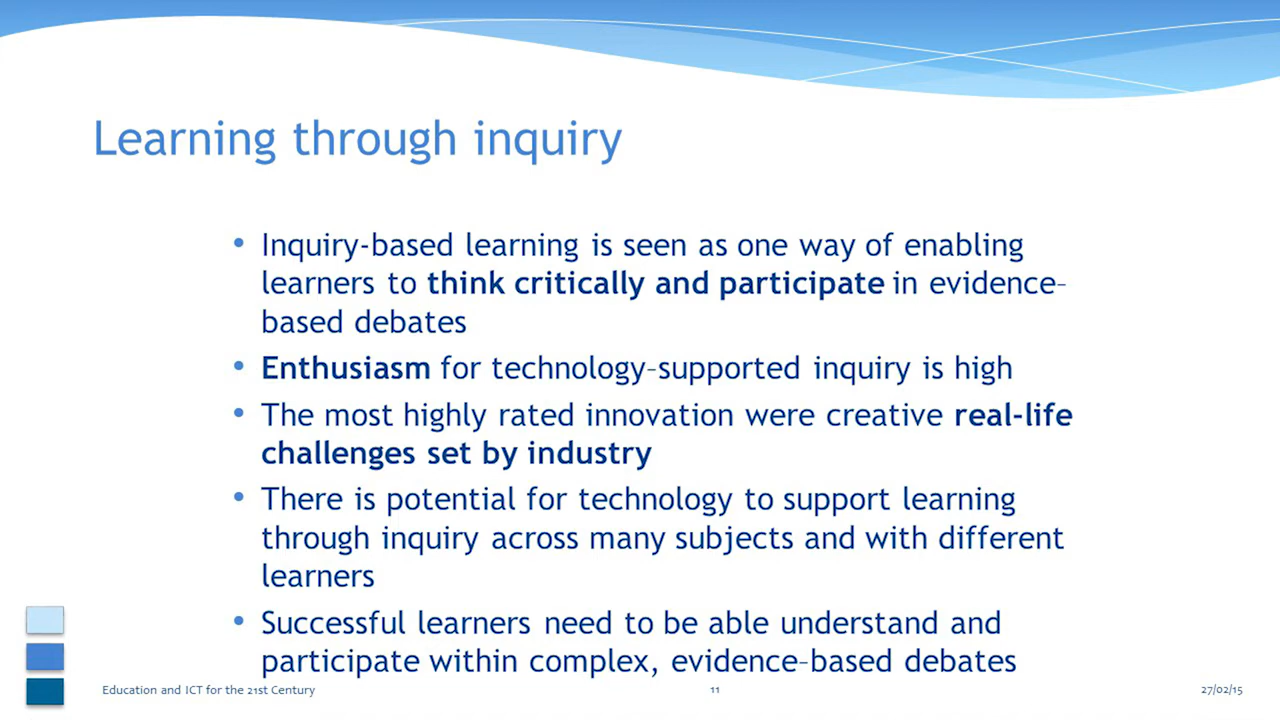 Learning through inquiry
• Inquiry-based learning is seen as one way of enabling
learners to think critically and participate in evidence–
based debates
• Enthusiasm for technology–supported inquiry is high
• The most highly rated innovation were creative real-life
challenges set by industry
• There is potential for technology to support learning
through inquiry across many subjects and with different
learners
• Successful learners need to be able understand and
participate within complex, evidence–based debates
Education and ICT for the 21st Century
11
27/02/15